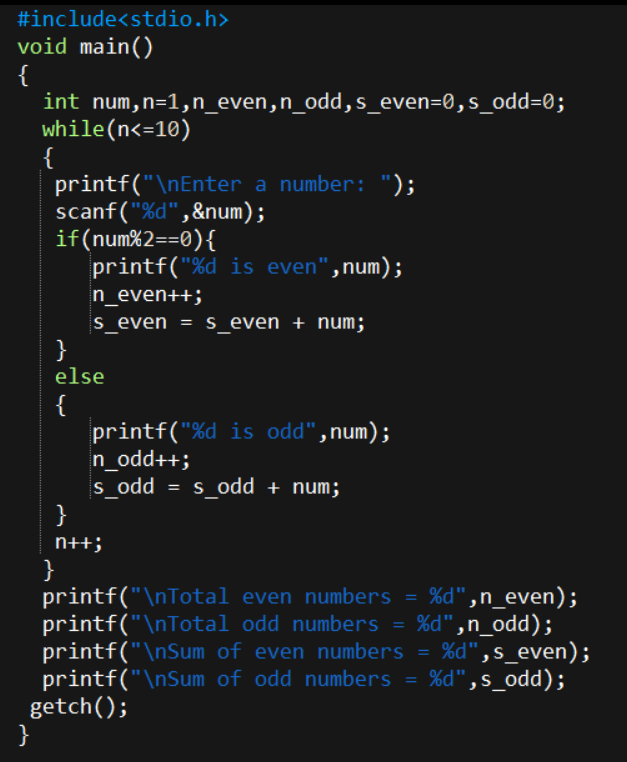 #include<stdio.h>
void main()
{
int num,n=1,n_even,n_odd,s_even=0,s_odd=0;
while(n<=10)
{
printf("\nEnter a number: ");
scanf("%d",&num);
if(num%2==0){
printf("%d is even",num);
n_even++;
s_even = s_even + num;
}
else
{
printf("%d is odd",num);
n_odd++;
s_odd = s_odd + num;
}
n++;
}
printf("\nTotal even numbers = %d",n_even);
printf("\nTotal odd numbers = %d",n_odd);
printf("\nSum of even numbers = %d",s_even);
printf("\nSum of odd numbers = %d",s_odd);
getch();
}